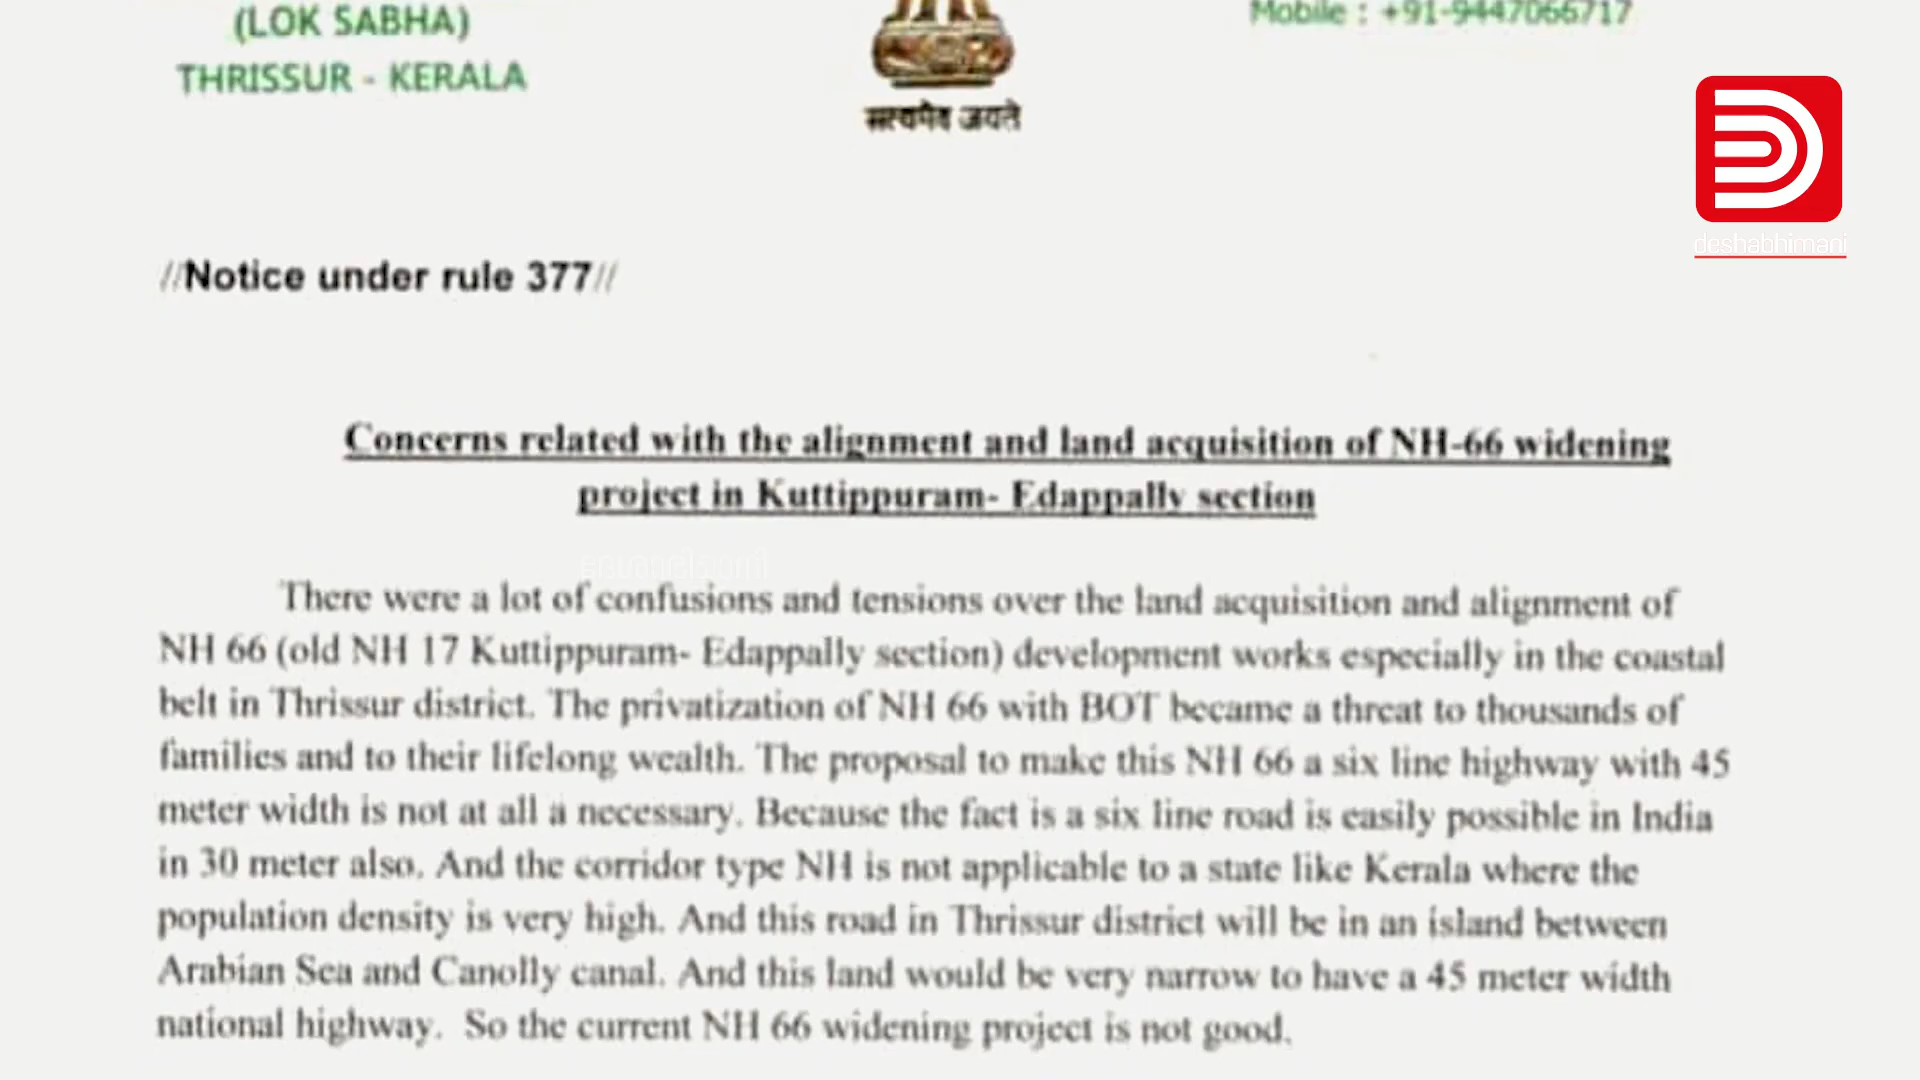 (LOK SABHA)
THRISSUR - KERALA
Mobile : +91-9447066717
सत्यमेव जयते
deshabhimani
//Notice under rule 377//
Concerns related with the alignment and land acquisition of NH-66 widening
project in Kuttippuram- Edappally section
There were a lot of confusions and tensions over the land acquisition and alignment of
NH 66 (old NH 17 Kuttippuram- Edappally section) development works especially in the coastal
belt in Thrissur district. The privatization of NH 66 with BOT became a threat to thousands of
families and to their lifelong wealth. The proposal to make this NH 66 a six line highway with 45
meter width is not at all a necessary. Because the fact is a six line road is easily possible in India
in 30 meter also. And the corridor type NH is not applicable to a state like Kerala where the
population density is very high. And this road in Thrissur district will be in an island between
Arabian Sea and Canolly canal. And this land would be very narrow to have a 45 meter width
national highway. So the current NH 66 widening project is not good.